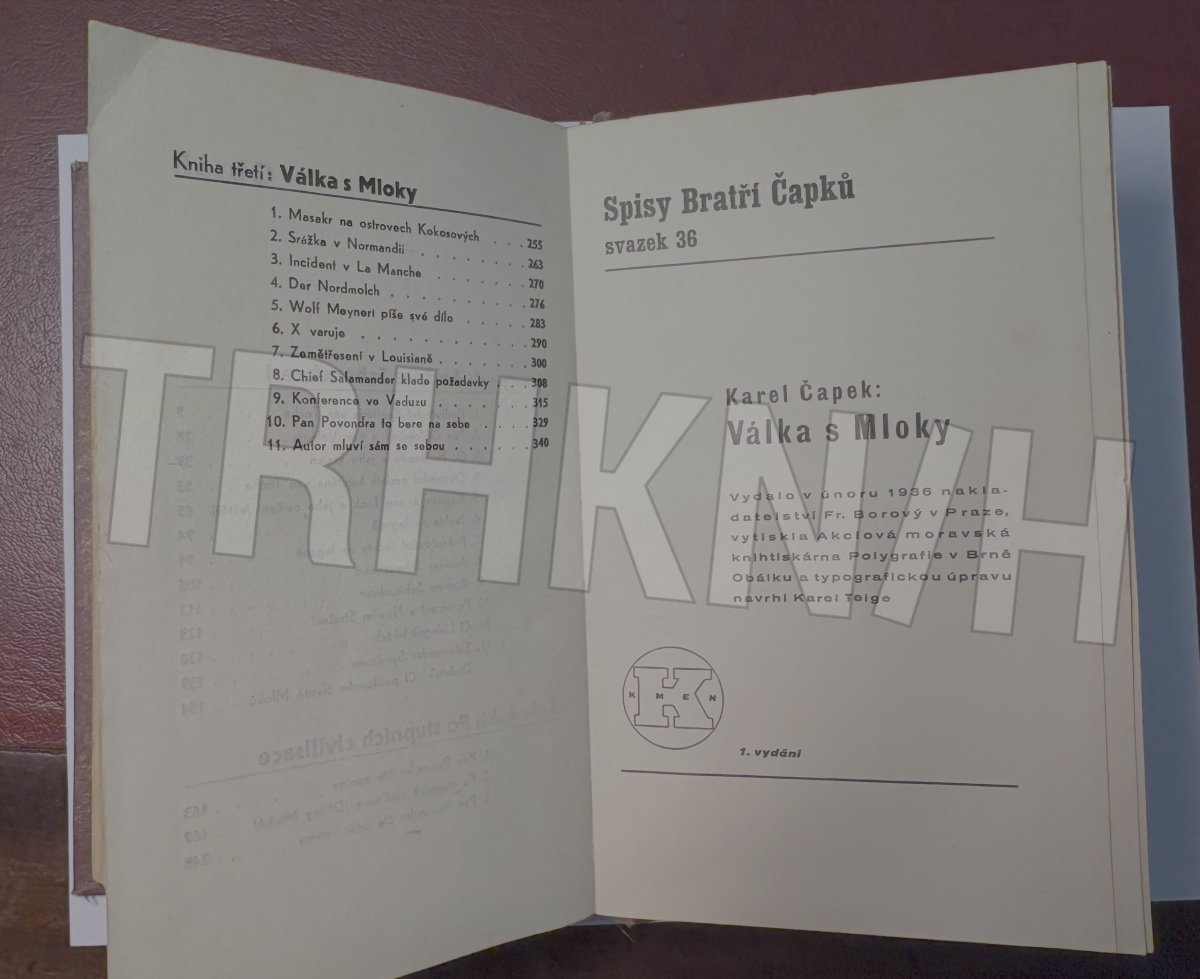 Kniha třetí: Válka s Mloky
1. Masakr na ostrovech Kokosových . . . 255
2. Srážka v Normandii . . . . . . . . 263
3. Incident v La Manche . . . . . . . 270
4. Der Nordmolch . . . . . . . . . . 276
5. Wolf Meynert píše své dílo . . . . . 283
6. X varuje . . . . . . . . . . . . 290
7. Zemětřesení v Louisianě . . . . . . 300
8. Chief Salamander klade požadavky . . . 308
9. Konference ve Vaduzu . . . . . . . 315
10. Pan Povondra to bere na sebe . . . . 329
11. Autor mluví sám se sebou . . . . . . 340
Spisy Bratří Čapků
svazek 36
Karel Čapek:
Válka s Mloky
Vydalo v únoru 1936 nakla-
datelství Fr. Borový v Praze,
vytiskla Akciová moravská
knihtiskárna Polygrafie v Brně
Obálku a typografickou úpravu
navrhl Karel Teige
K M E N
1. vydání
TRHKNIH